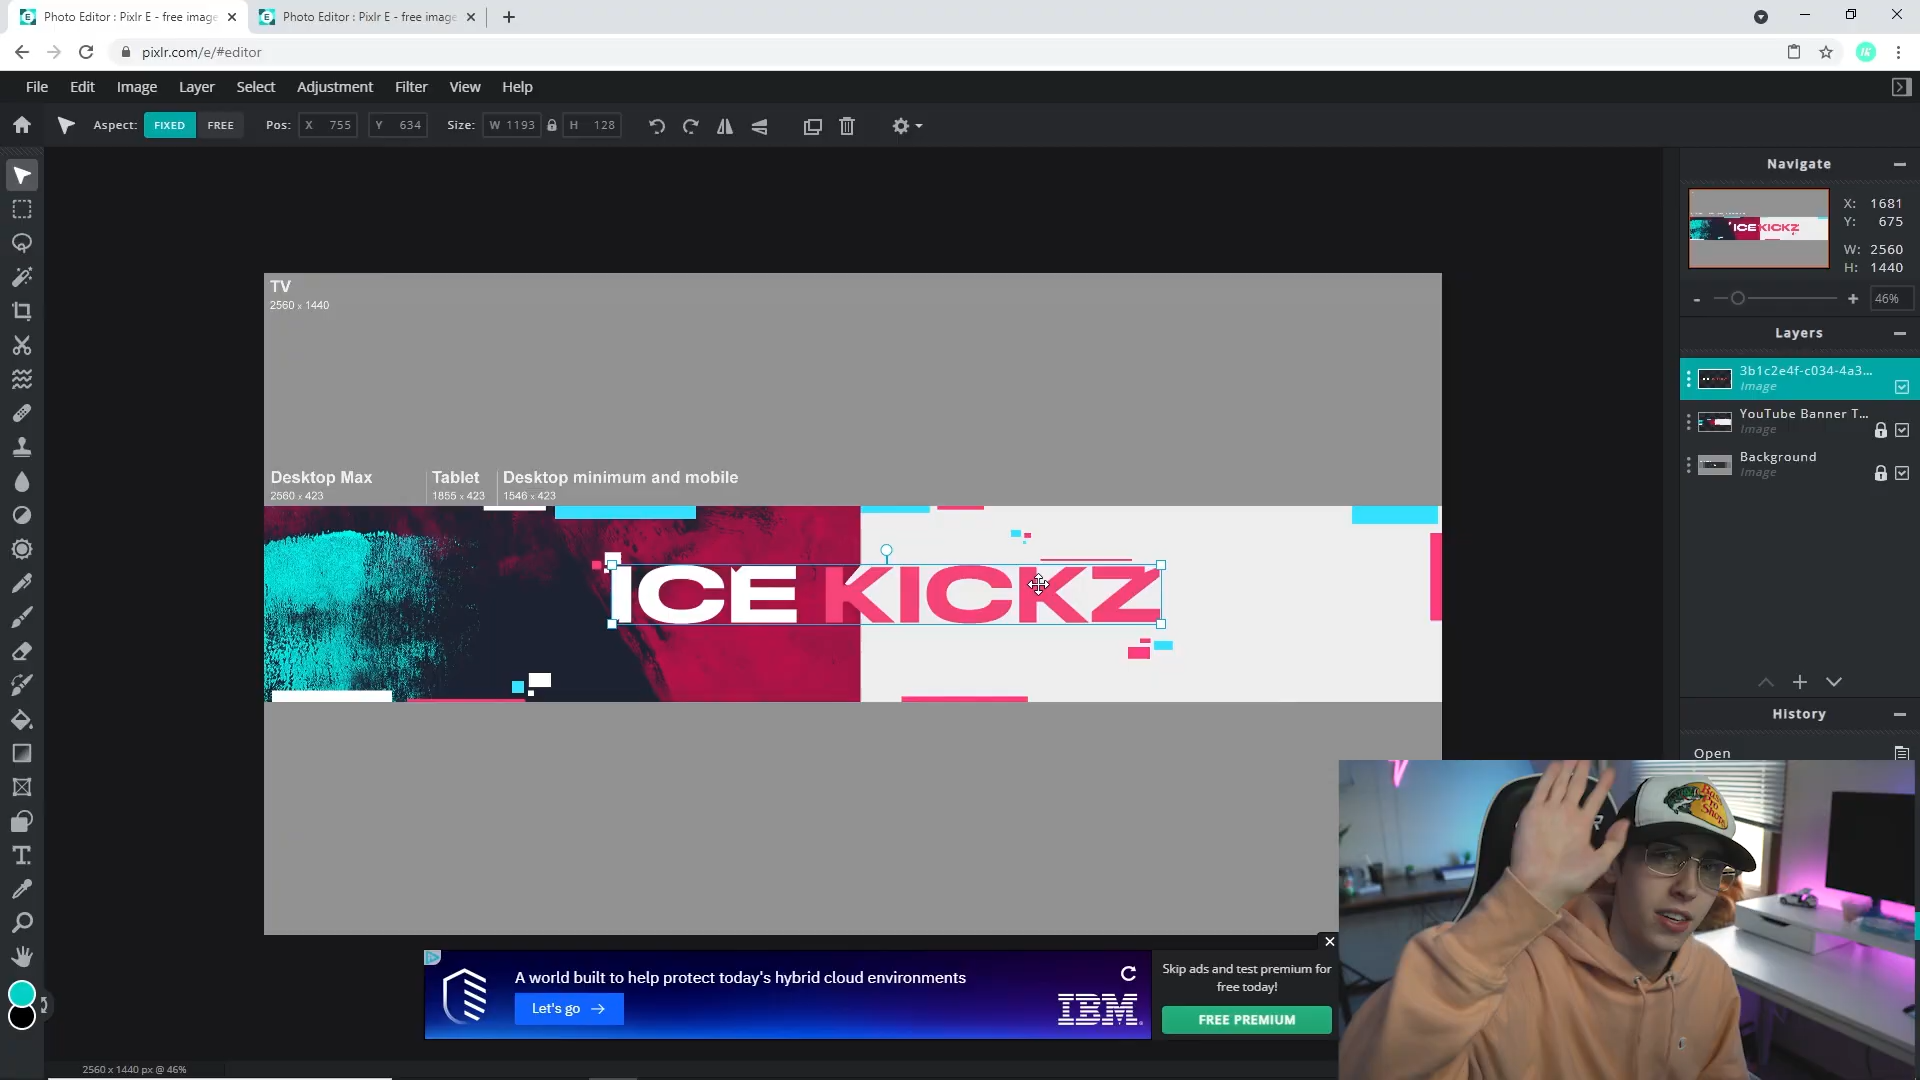 Photo Editor : Pixlr E - free image
Photo Editor : Pixlr E - free image
pixlr.com/e/#editor
File Edit Image Layer Select Adjustment Filter View Help
Aspect: FIXED FREE Pos: X 755 Y 634 Size: W 1193 H 128
Navigate
X: 1681
Y: 675
W: 2560
H: 1440
46%
Layers
3b1c2e4f-c034-4a3...
Image
YouTube Banner T...
Image
Background
Image
History
Open
TV
2560 x 1440
Desktop Max
2560 x 423
Tablet
1855 x 423
Desktop minimum and mobile
1546 x 423
ICE KICKZ
A world built to help protect today's hybrid cloud environments
Let's go
IBM
Skip ads and test premium for
free today!
FREE PREMIUM
Bass
Pro
Shops
2560 x 1440 px @ 46%